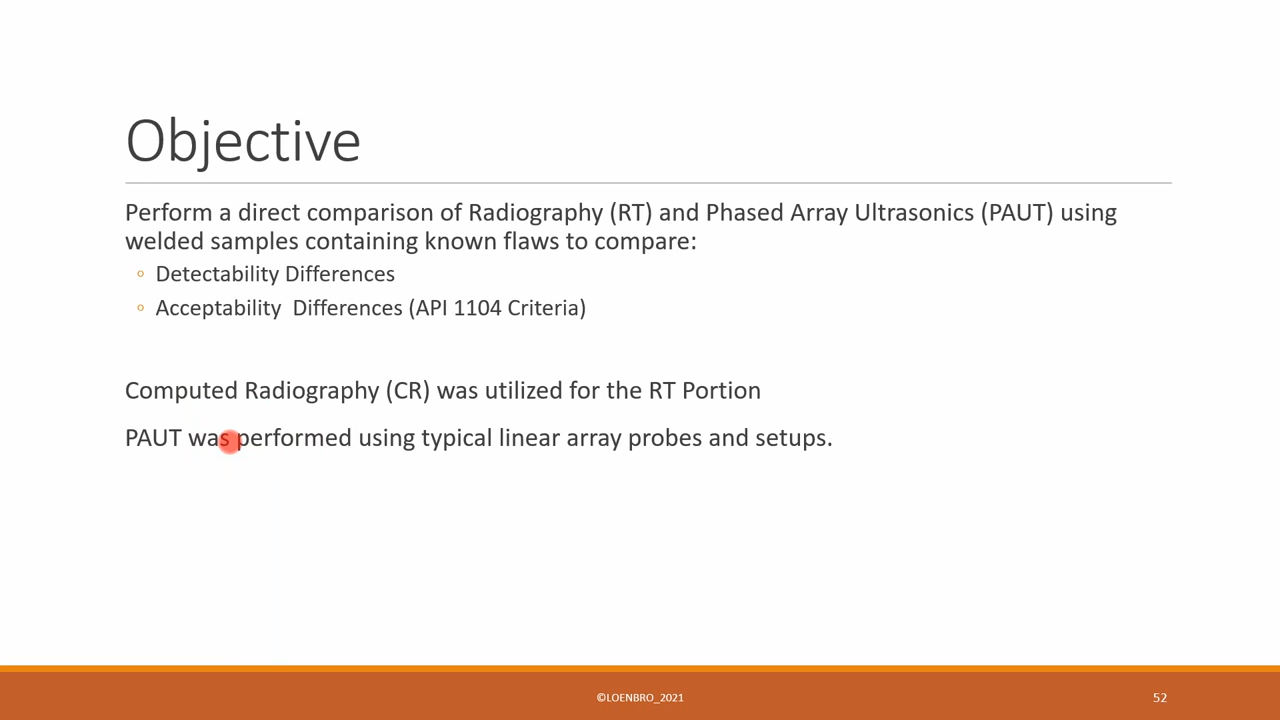 Objective
Perform a direct comparison of Radiography (RT) and Phased Array Ultrasonics (PAUT) using
welded samples containing known flaws to compare:
◦ Detectability Differences
◦ Acceptability  Differences (API 1104 Criteria)
Computed Radiography (CR) was utilized for the RT Portion
PAUT was performed using typical linear array probes and setups.
©LOENBRO_2021
52